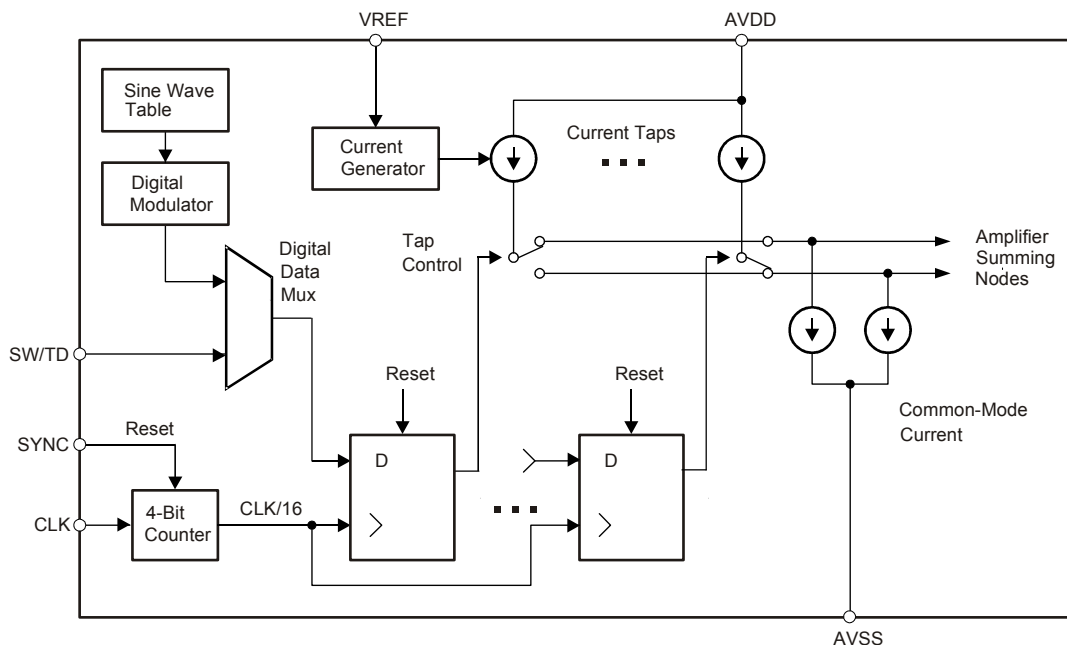 VREF
AVDD
Sine Wave
Table
Current
Generator
Current Taps
Digital
Modulator
Digital
Data
Mux
Tap
Control
Amplifier
Summing
Nodes
SW/TD
Reset
Reset
Common-Mode
Current
SYNC
Reset
D
D
CLK
4-Bit
Counter
CLK/16
AVSS